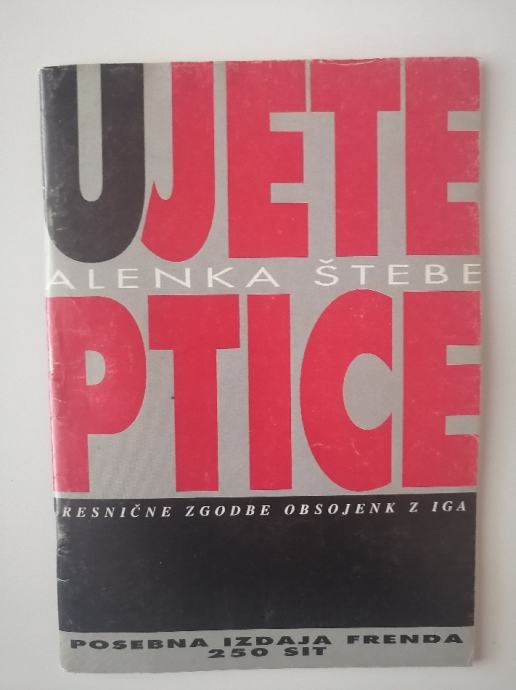 UJETE
ALENKA ŠTEBE
PTICE
RESNIČNE ZGODBE OBSOJENK Z IGA
POSEBNA IZDAJA FRENDA
250 SIT